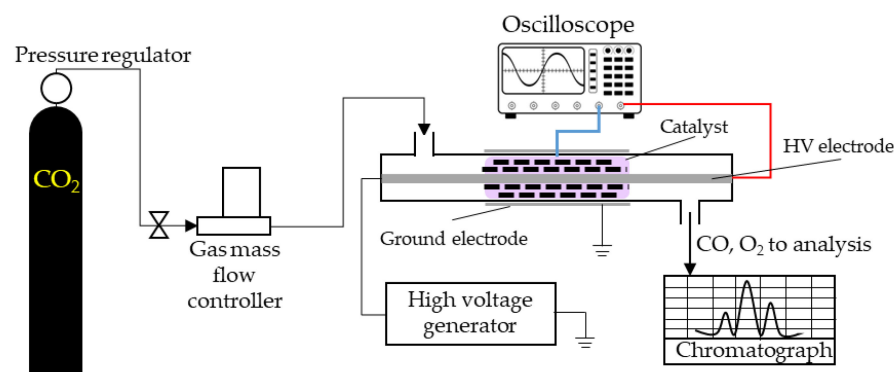 Oscilloscope
Pressure regulator
Catalyst
HV electrode
CO₂
Ground electrode
CO, O₂ to analysis
Gas mass
flow
controller
High voltage
generator
Chromatograph